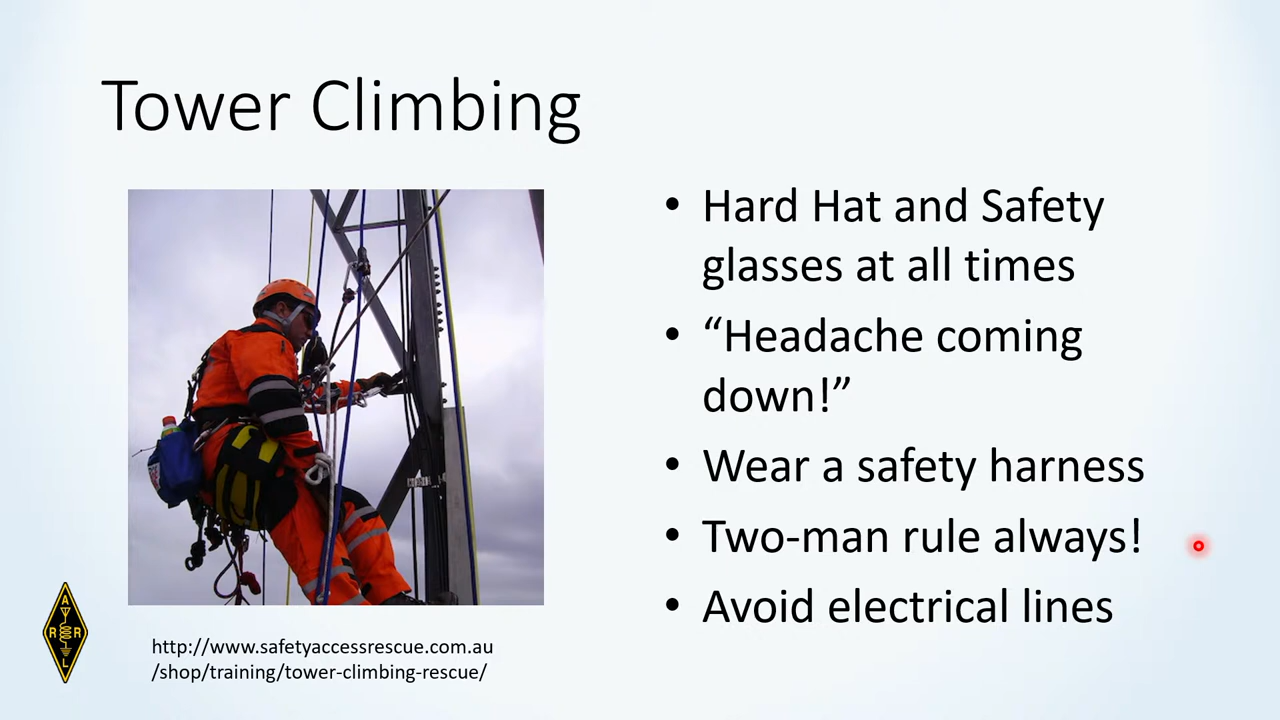 Tower Climbing
• Hard Hat and Safety
glasses at all times
• “Headache coming
down!”
• Wear a safety harness
• Two-man rule always!
• Avoid electrical lines
http://www.safetyaccessrescue.com.au
/shop/training/tower-climbing-rescue/
A
R R
L